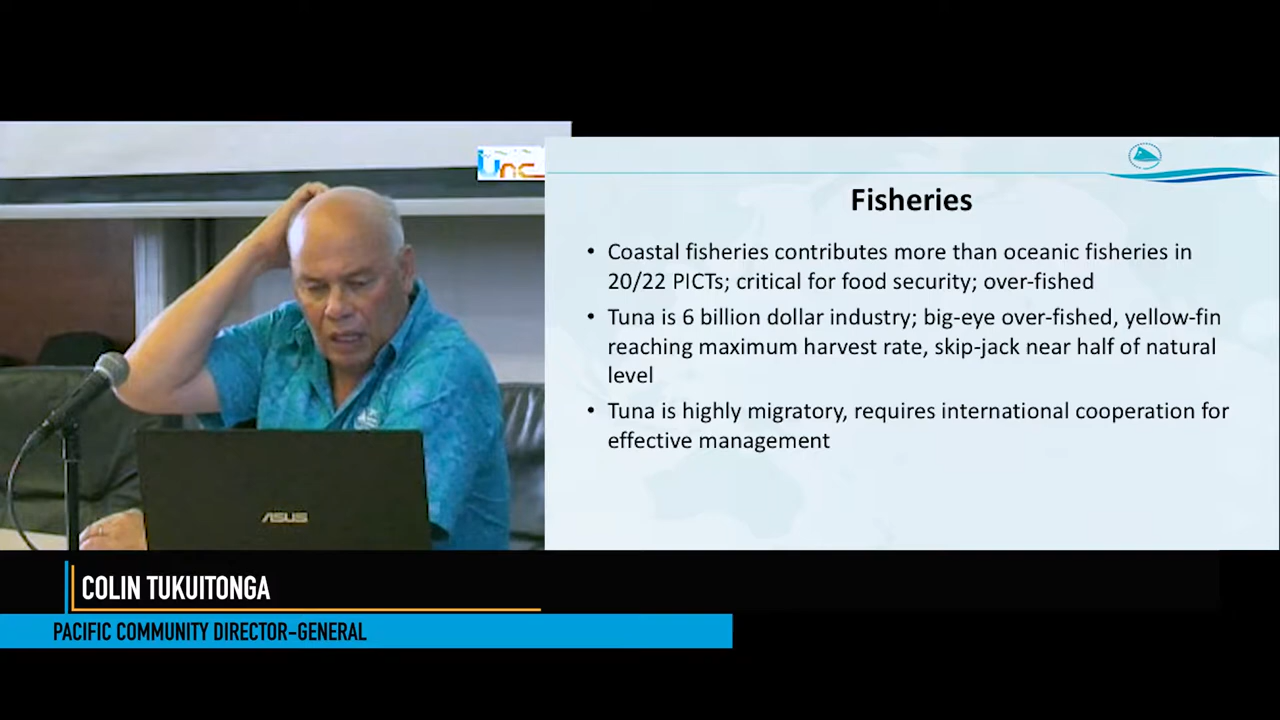 Unc
Fisheries
• Coastal fisheries contributes more than oceanic fisheries in
20/22 PICTs; critical for food security; over-fished
• Tuna is 6 billion dollar industry; big-eye over-fished, yellow-fin
reaching maximum harvest rate, skip-jack near half of natural
level
• Tuna is highly migratory, requires international cooperation for
effective management
ASUS
COLIN TUKUITONGA
PACIFIC COMMUNITY DIRECTOR-GENERAL